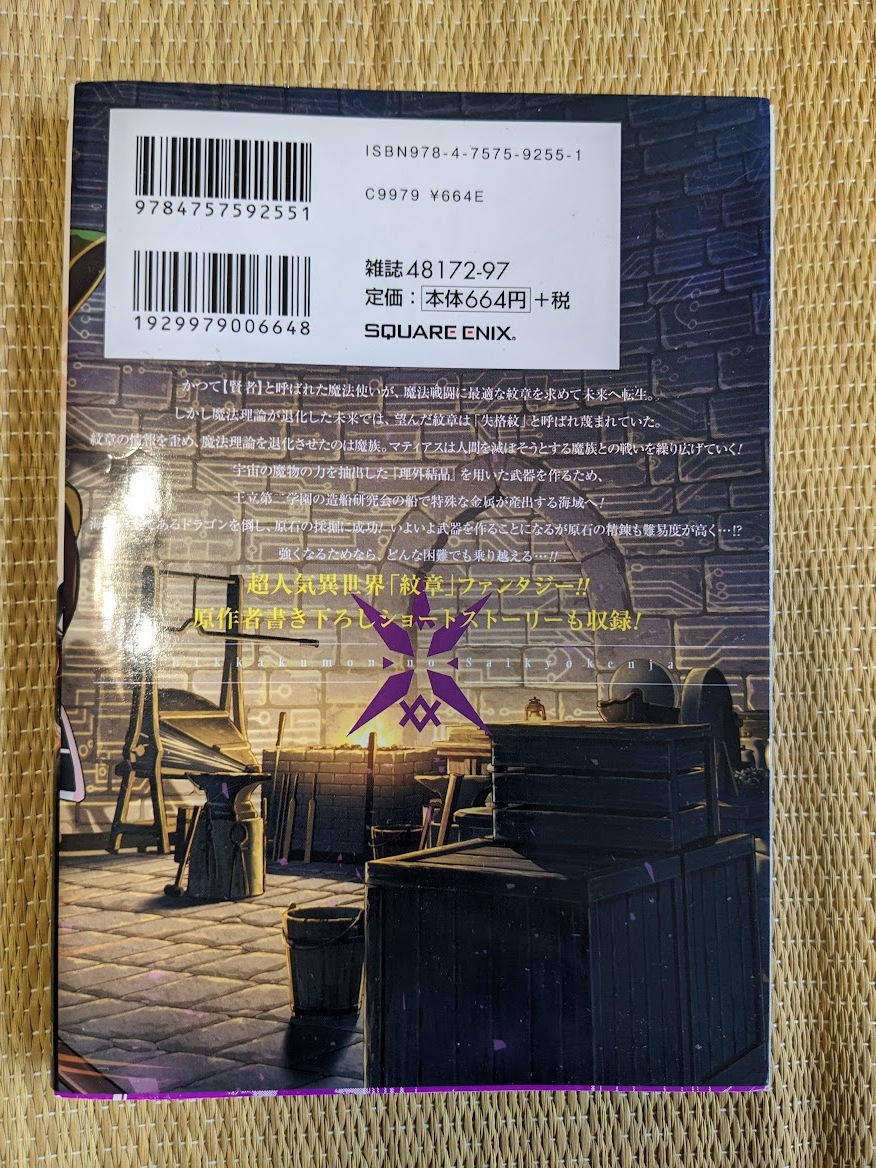 ISBN978-4-7575-9255-1
9784757592551
C9979 ¥664E
1929979006648
雑誌48172-97
定価：本体664円+税
SQUARE ENIX®
かつて【賢者】と呼ばれた魔法使いが、魔法戦闘に最適な紋章を求めて未来へ転生。
しかし魔法理論が退化した未来では、望んだ紋章は「失格紋」と呼ばれ蔑まれていた。
紋章の情報を歪め、魔法理論を退化させたのは魔族。マティアスは人間を滅ぼそうとする魔族との戦いを繰り広げていく!
宇宙の魔物の力を抽出した『理外結晶』を用いた武器を作るため、
王立第二学園の造船研究会の船で特殊な金属が産出する海域へ!
海 あるドラゴンを倒し、原石の採掘に成功! いよいよ武器を作ることになるが原石の精錬も難易度が高く…!?
強くなるためなら、どんな困難でも乗り越える…!!
超人気異世界「紋章」ファンタジー!!
原作者書き下ろしショートストーリーも収録!
hikkakumon no Saikyokenja